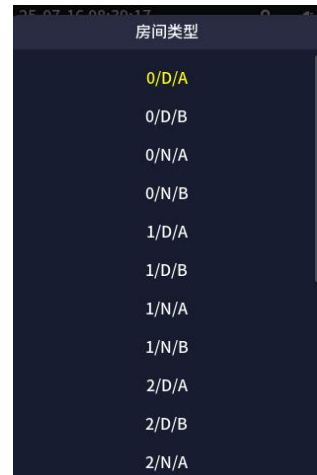 房间类型
0/D/A
0/D/B
0/N/A
0/N/B
1/D/A
1/D/B
1/N/A
1/N/B
2/D/A
2/D/B
2/N/A